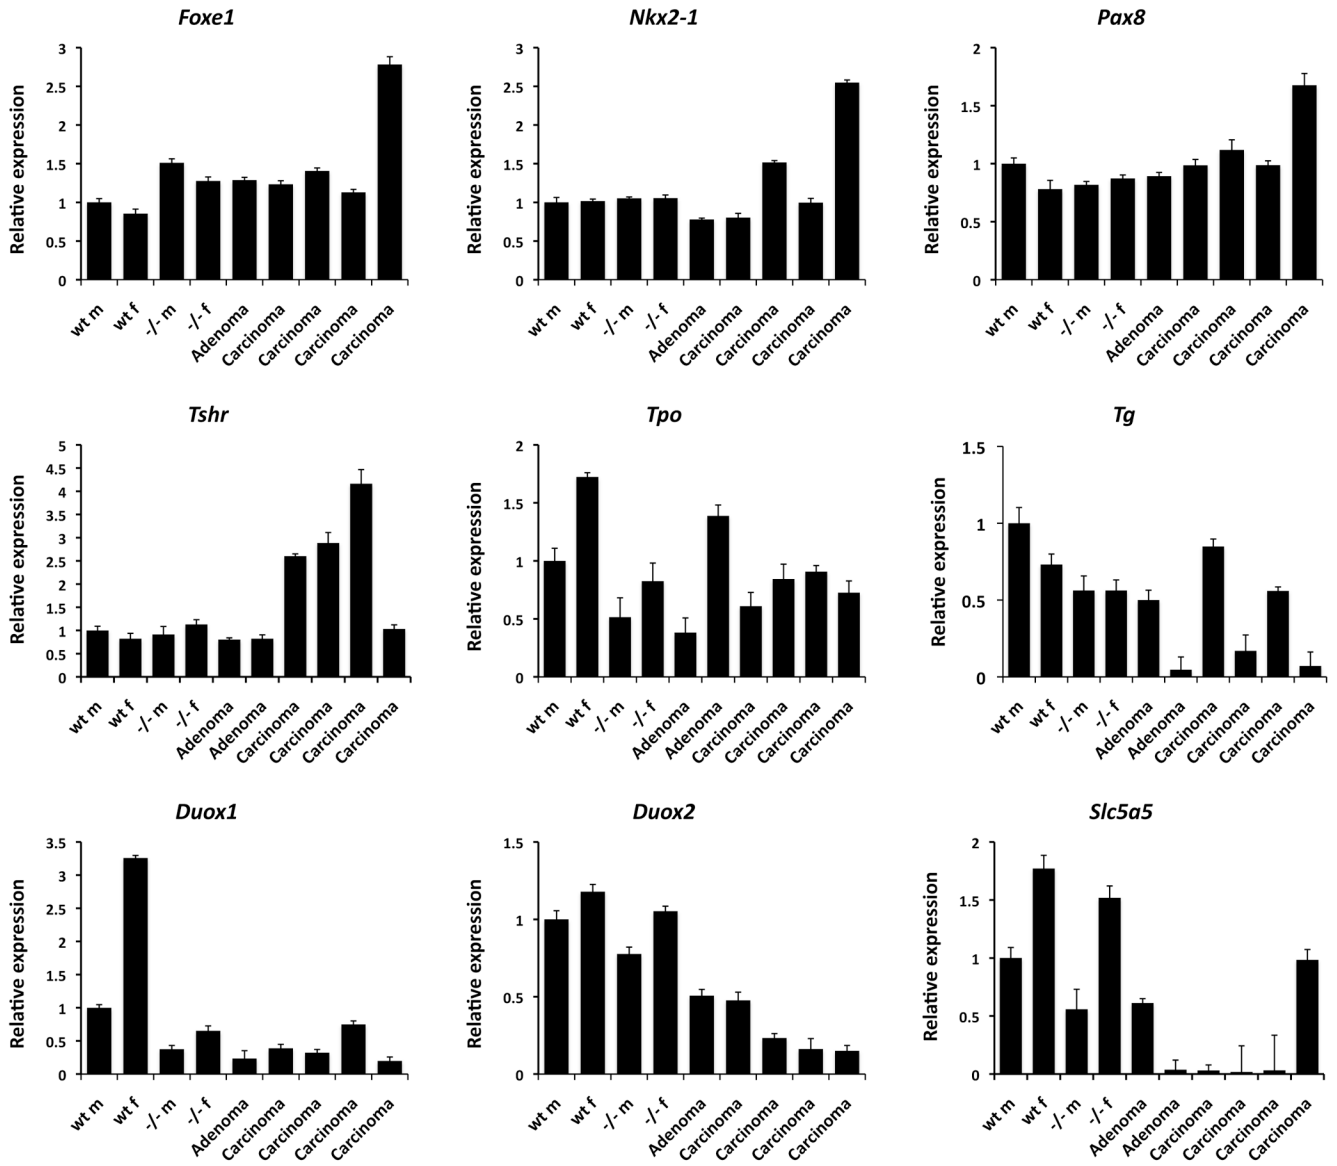 Foxe1
Relative expression
3
2.5
2
1.5
1
0.5
0
wt m
wt f
-/- m
-/- f
Adenoma
Carcinoma
Carcinoma
Carcinoma
Carcinoma
Nkx2-1
Relative expression
3
2.5
2
1.5
1
0.5
0
wt m
wt f
-/- m
-/- f
Adenoma
Carcinoma
Carcinoma
Carcinoma
Carcinoma
Pax8
Relative expression
2
1.5
1
0.5
0
wt m
wt f
-/- m
-/- f
Adenoma
Carcinoma
Carcinoma
Carcinoma
Carcinoma
Tshr
Relative expression
5
4.5
4
3.5
3
2.5
2
1.5
1
0.5
0
wt m
wt f
-/- m
-/- f
Adenoma
Adenoma
Carcinoma
Carcinoma
Carcinoma
Carcinoma
Tpo
Relative expression
2
1.5
1
0.5
0
wt m
wt f
-/- m
-/- f
Adenoma
Adenoma
Carcinoma
Carcinoma
Carcinoma
Carcinoma
Tg
Relative expression
1.5
1
0.5
0
wt m
wt f
-/- m
-/- f
Adenoma
Adenoma
Carcinoma
Carcinoma
Carcinoma
Carcinoma
Duox1
Relative expression
3.5
3
2.5
2
1.5
1
0.5
0
wt m
wt f
-/- m
-/- f
Adenoma
Carcinoma
Carcinoma
Carcinoma
Carcinoma
Duox2
Relative expression
1.5
1
0.5
0
wt m
wt f
-/- m
-/- f
Adenoma
Carcinoma
Carcinoma
Carcinoma
Carcinoma
Slc5a5
Relative expression
2
1.5
1
0.5
0
wt m
wt f
-/- m
-/- f
Adenoma
Adenoma
Carcinoma
Carcinoma
Carcinoma
Carcinoma